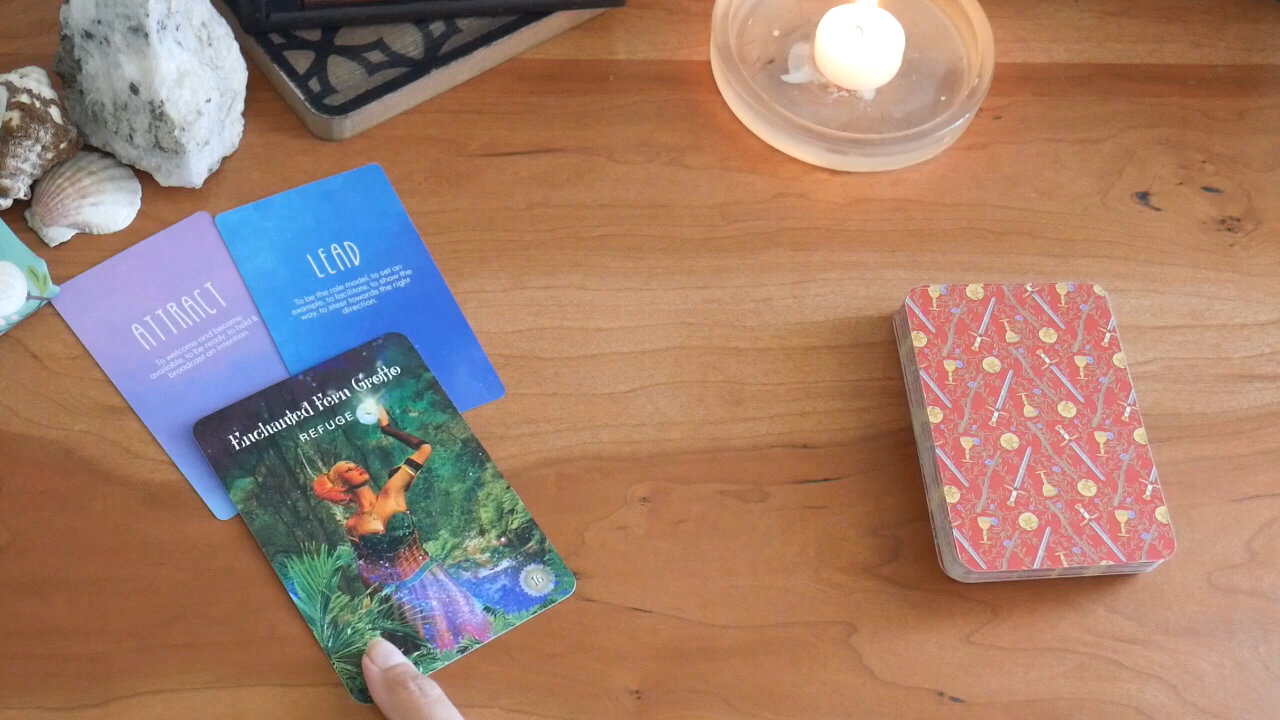 ATTRACT
To welcome and become
available, to be ready, to hold &
broadcast an intention.
LEAD
To be the role model, to set an
example, to facilitate, to show the
way, to steer towards the right
direction.
Enchanted Fern Grotto
REFUGE
16